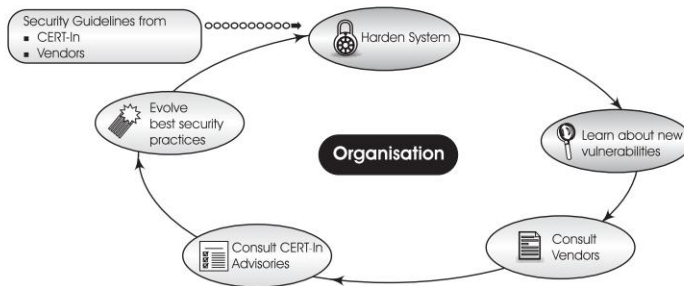 Security Guidelines from
▪ CERT-In
▪ Vendors
Harden System
Evolve
best security
practices
Organisation
Learn about new
vulnerabilities
Consult CERT-In
Advisories
Consult
Vendors